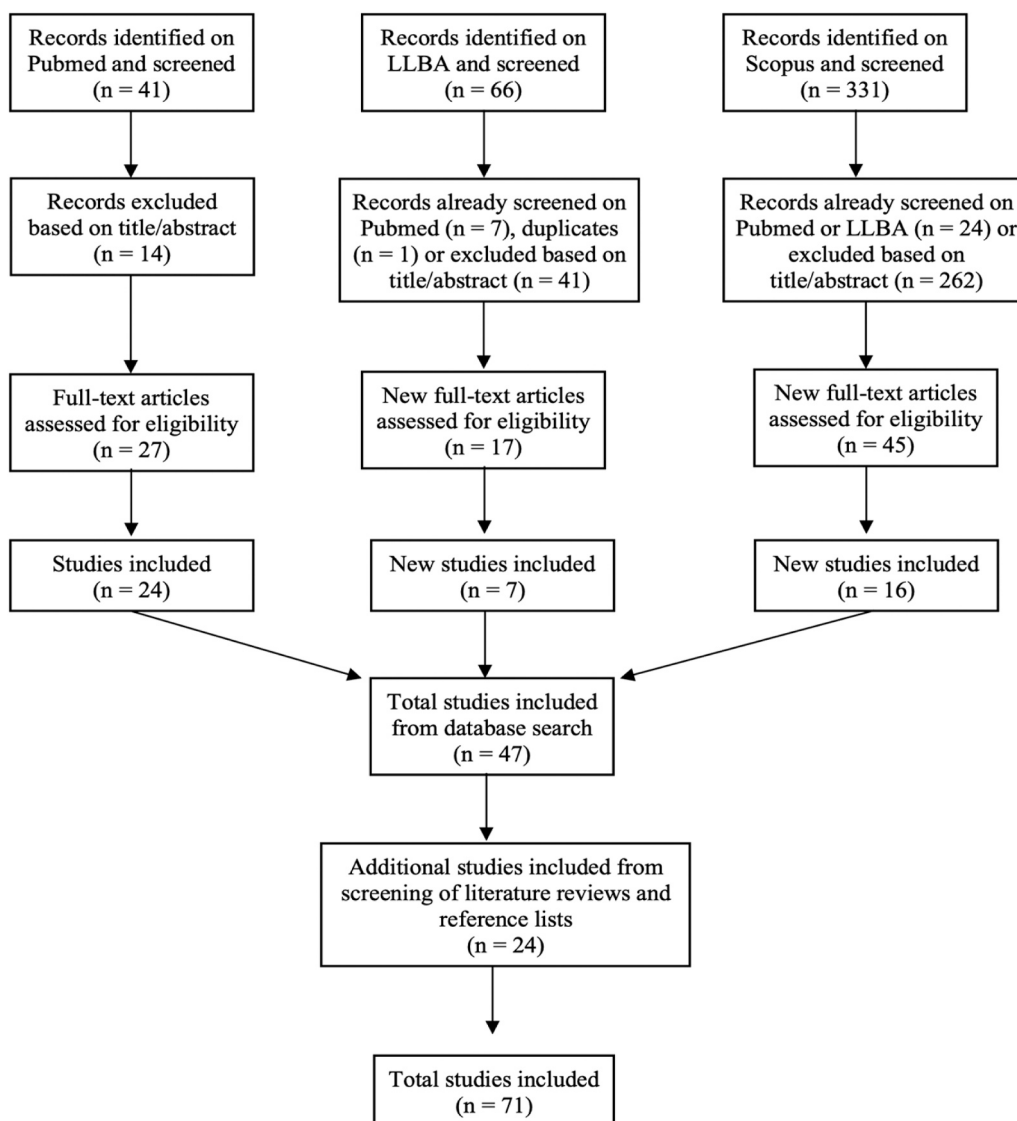 Records identified on
Pubmed and screened
(n = 41)
Records identified on
LLBA and screened
(n = 66)
Records identified on
Scopus and screened
(n = 331)
Records excluded
based on title/abstract
(n = 14)
Records already screened on
Pubmed (n = 7), duplicates
(n = 1) or excluded based on
title/abstract (n = 41)
Records already screened on
Pubmed or LLBA (n = 24) or
excluded based on
title/abstract (n = 262)
Full-text articles
assessed for eligibility
(n = 27)
New full-text articles
assessed for eligibility
(n = 17)
New full-text articles
assessed for eligibility
(n = 45)
Studies included
(n = 24)
New studies included
(n = 7)
New studies included
(n = 16)
Total studies included
from database search
(n = 47)
Additional studies included from
screening of literature reviews and
reference lists
(n = 24)
Total studies included
(n = 71)